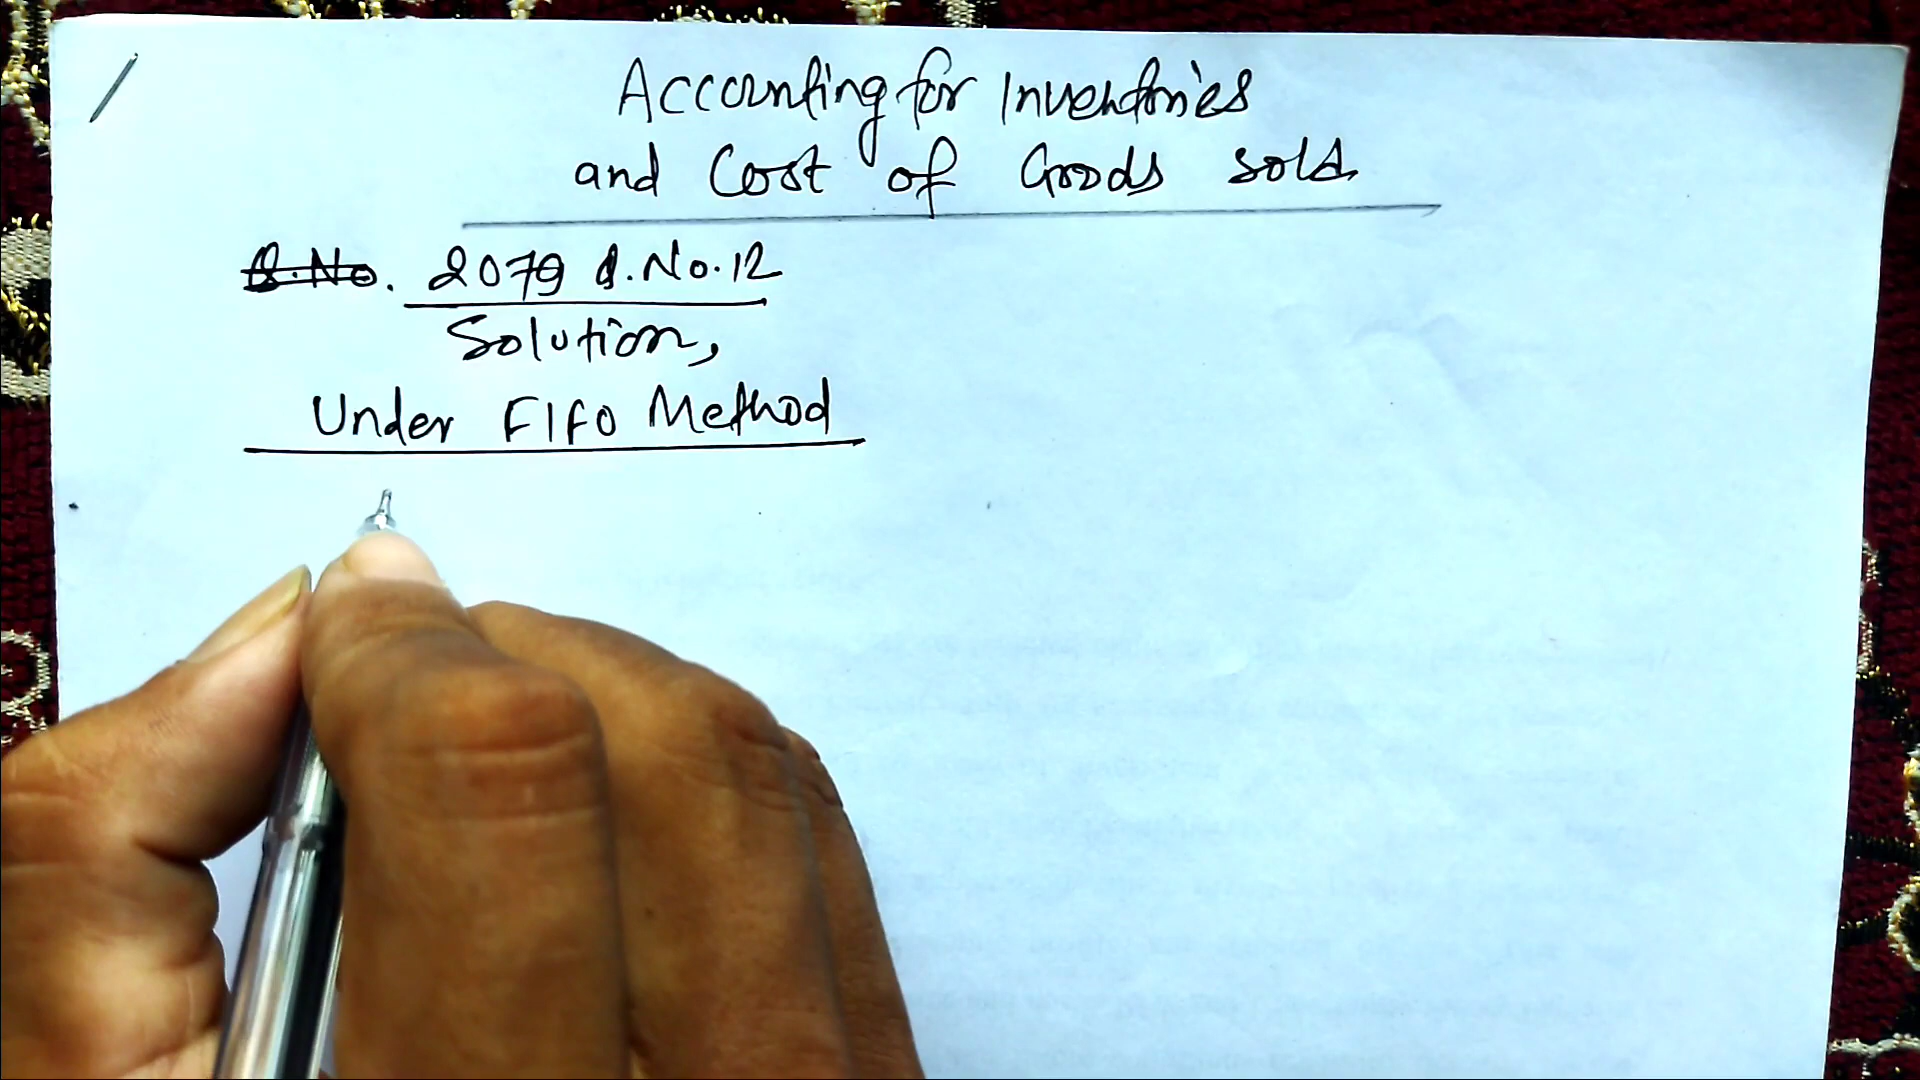 Accounting for Inventories
and Cost of Goods sold
Q.No. 2079 Q.No.12
Solution,
Under FIFO Method